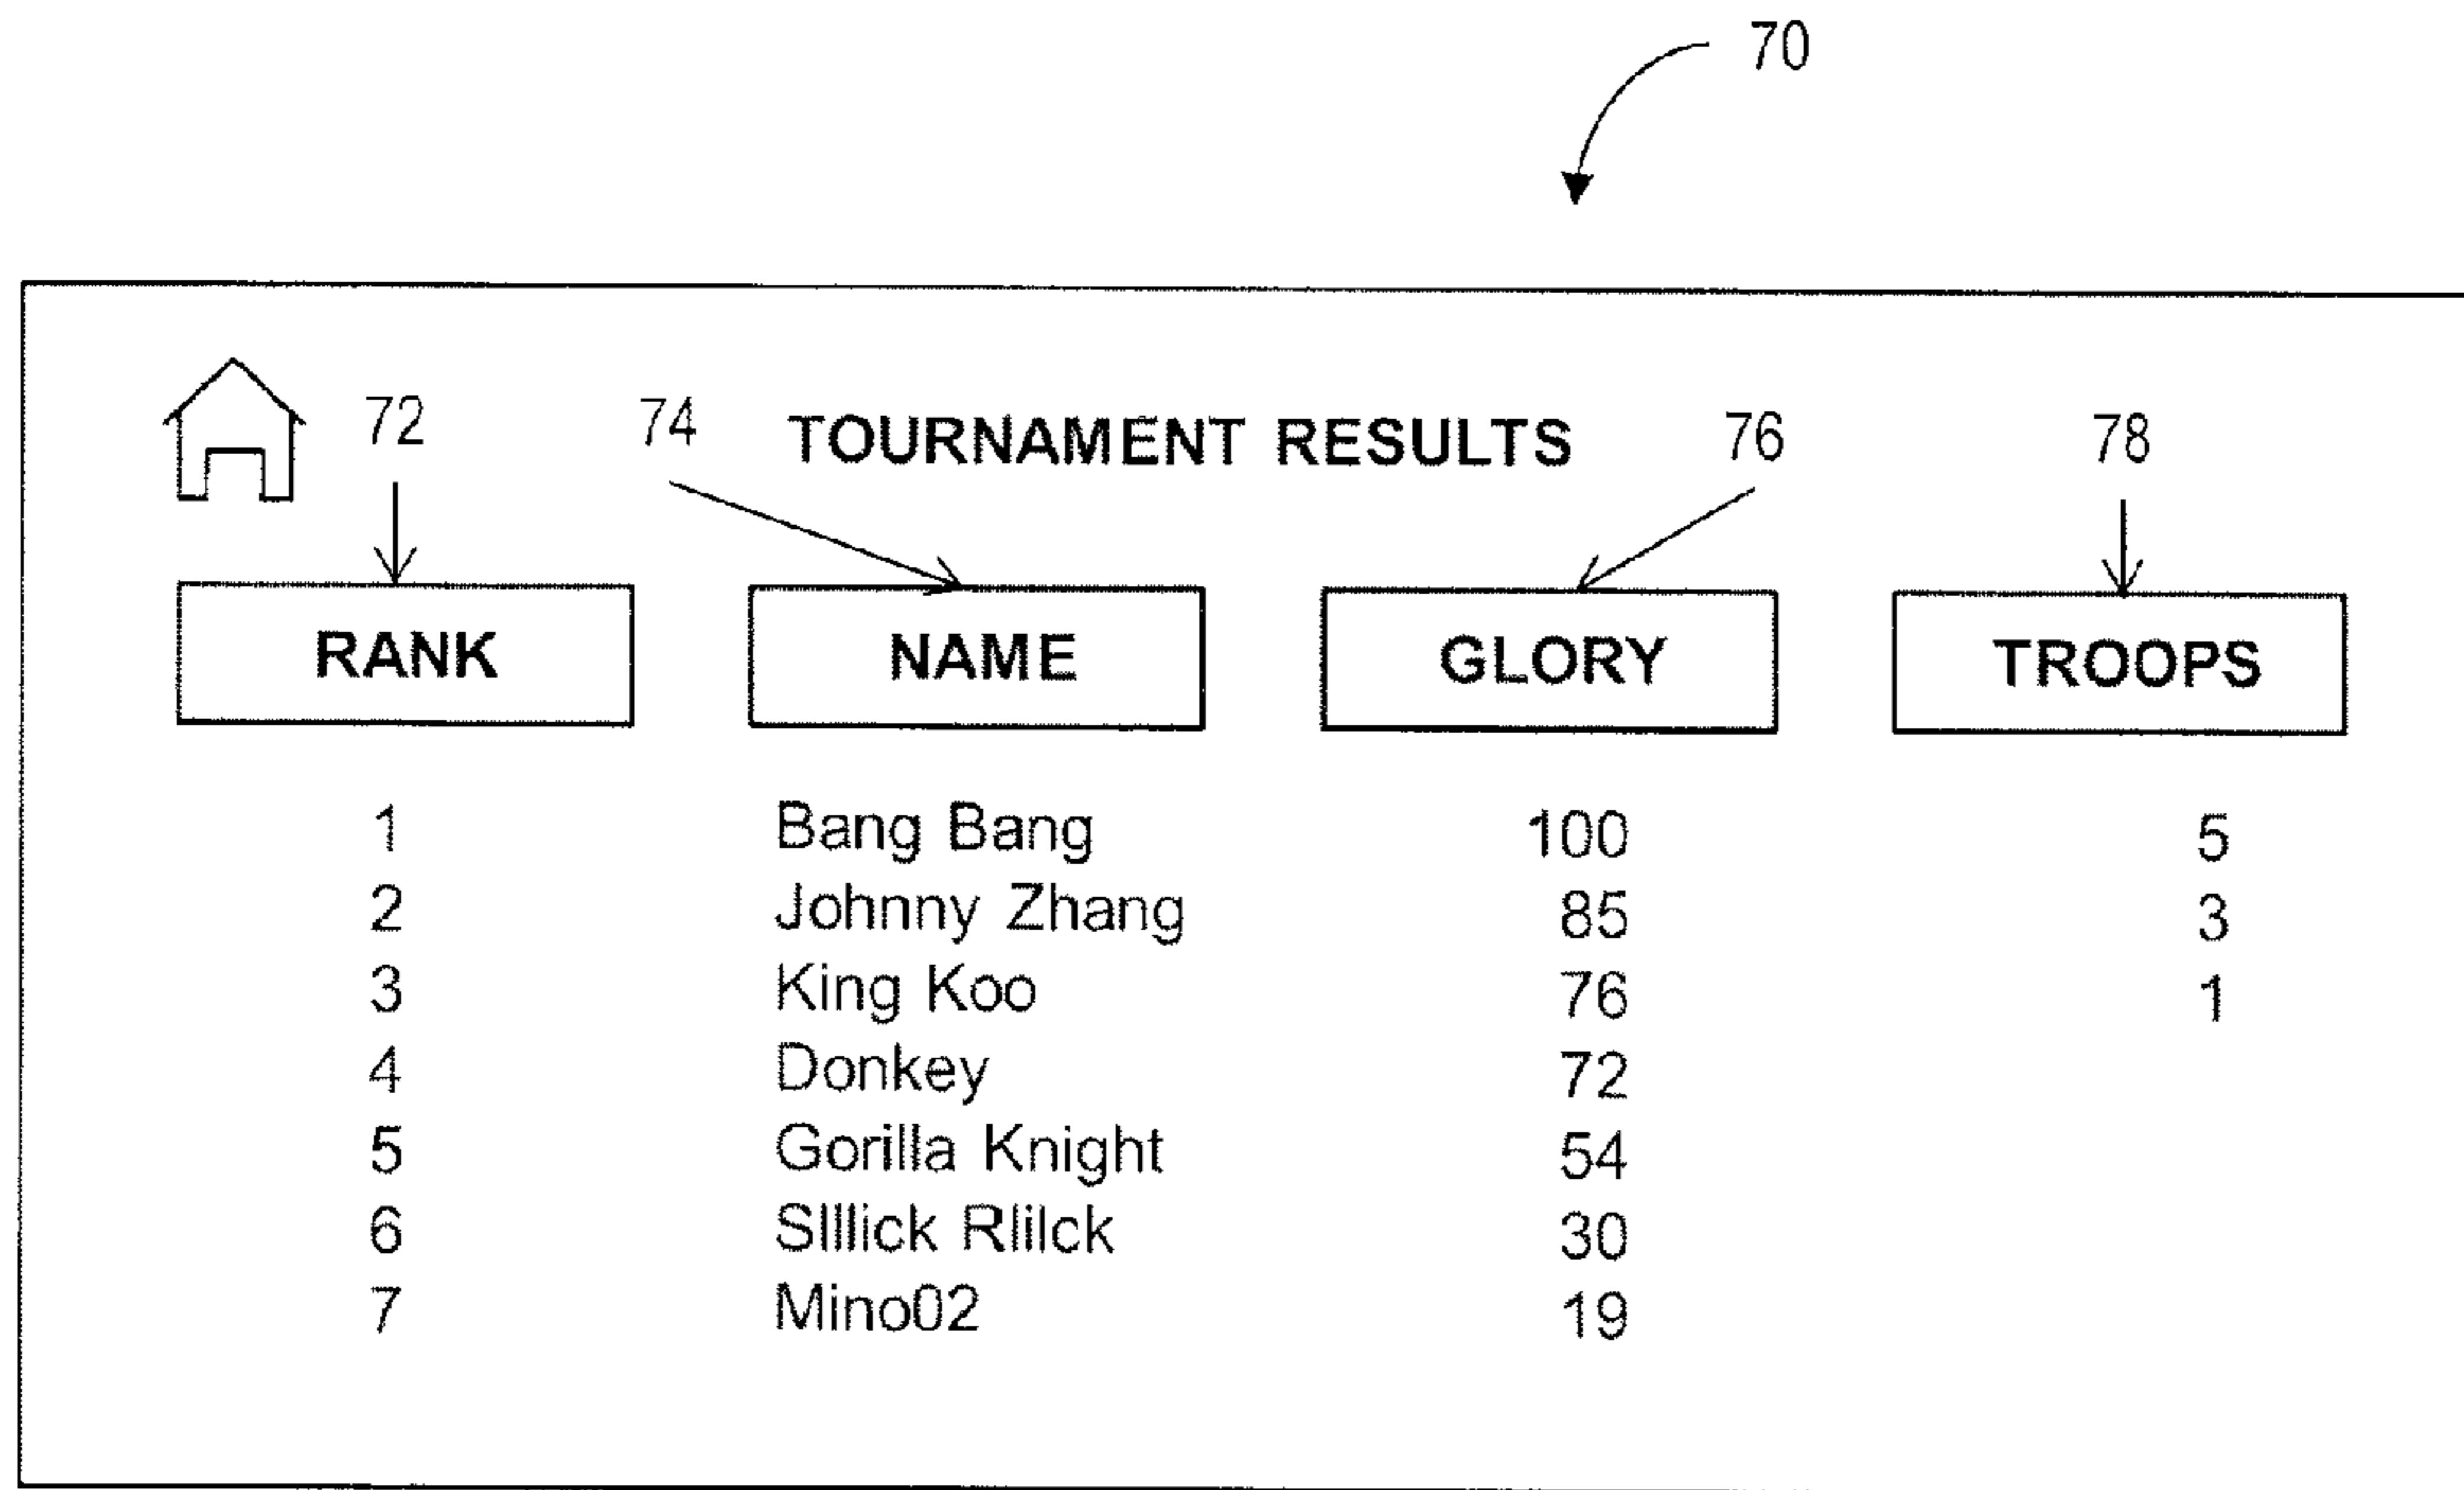 70
72 74 TOURNAMENT RESULTS 76 78
RANK NAME GLORY TROOPS
1 Bang Bang 100 5
2 Johnny Zhang 85 3
3 King Koo 76 1
4 Donkey 72
5 Gorilla Knight 54
6 Slllick Rlilck 30
7 Mino02 19